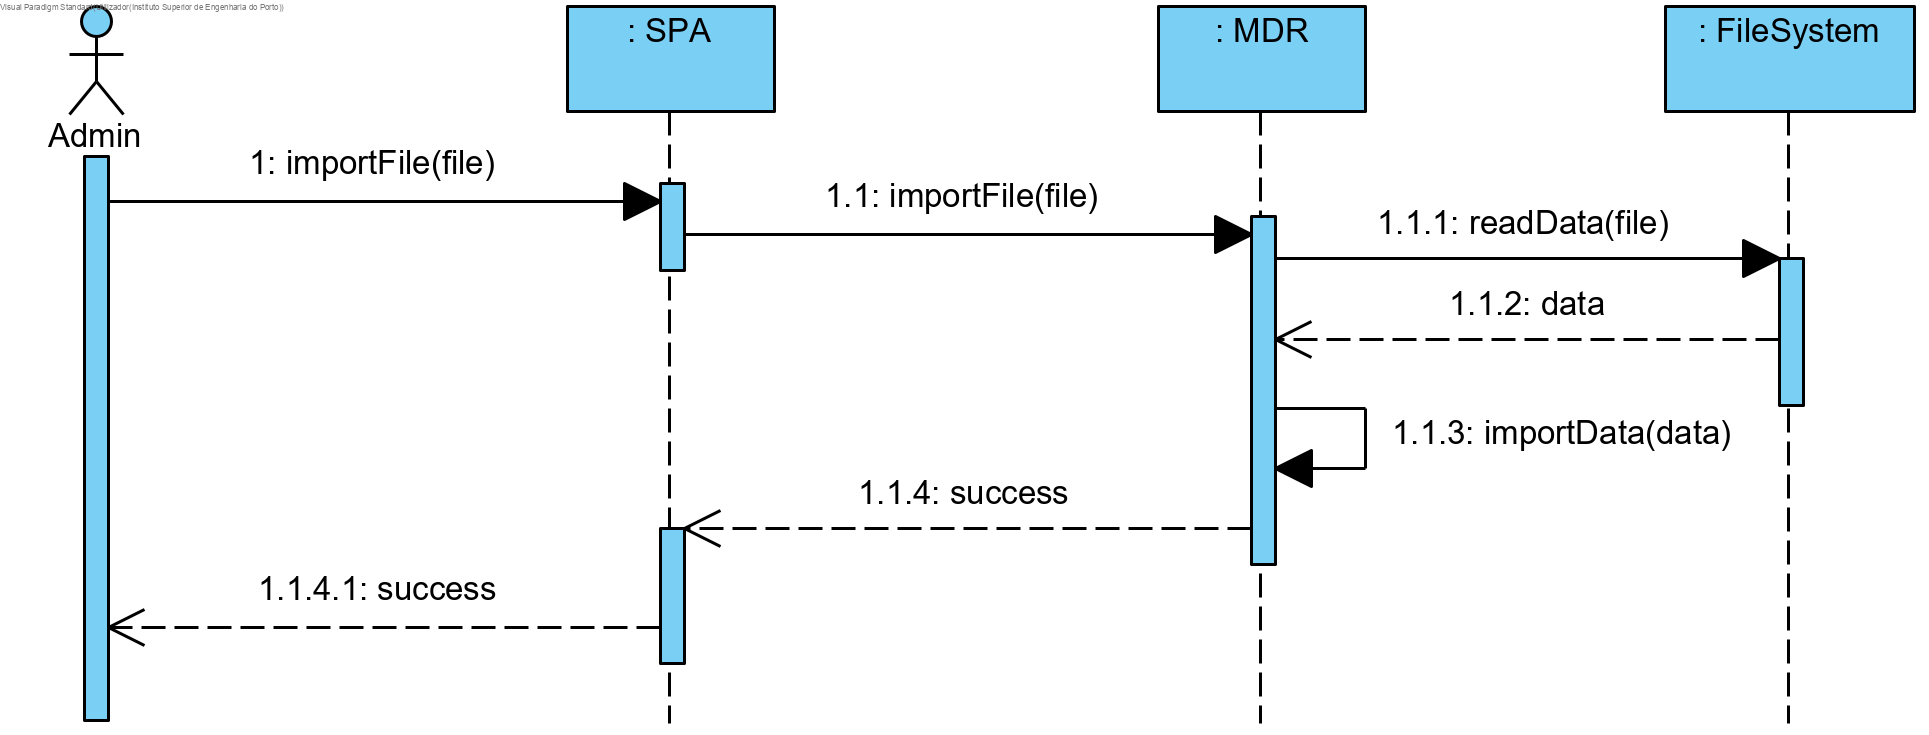 Visual Paradigm Standard(Utilizador(Instituto Superior de Engenharia do Porto))
: SPA
: MDR
: FileSystem
Admin
1: importFile(file)
1.1: importFile(file)
1.1.1: readData(file)
1.1.2: data
1.1.3: importData(data)
1.1.4: success
1.1.4.1: success